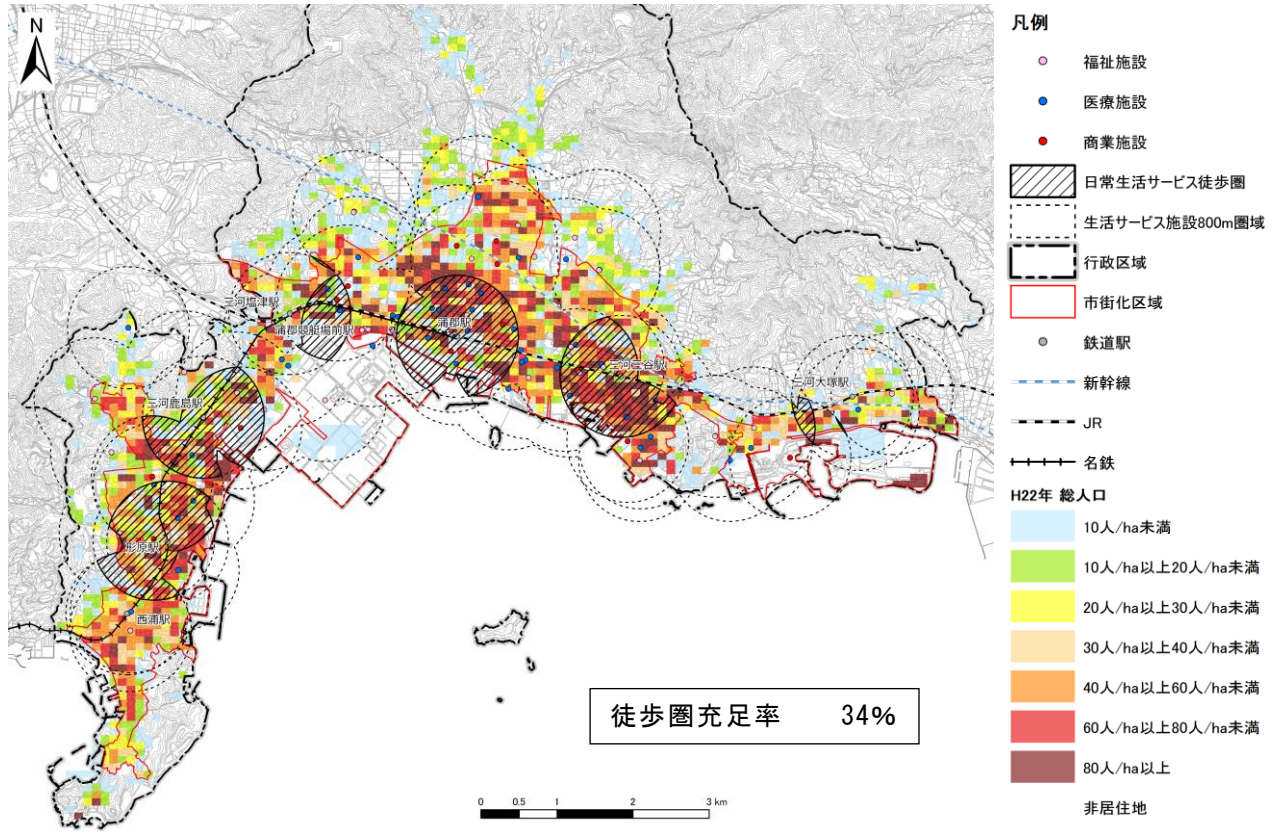 N
三河塩津駅
蒲郡競艇場前駅
蒲郡駅
三河三谷駅
三河大塚駅
三河鹿島駅
形原駅
西浦駅
徒歩圏充足率 34%
0 0.5 1 2 3 km
凡例
福祉施設
医療施設
商業施設
日常生活サービス徒歩圏
生活サービス施設800m圏域
行政区域
市街化区域
鉄道駅
新幹線
JR
名鉄
H22年 総人口
10人/ha未満
10人/ha以上20人/ha未満
20人/ha以上30人/ha未満
30人/ha以上40人/ha未満
40人/ha以上60人/ha未満
60人/ha以上80人/ha未満
80人/ha以上
非居住地